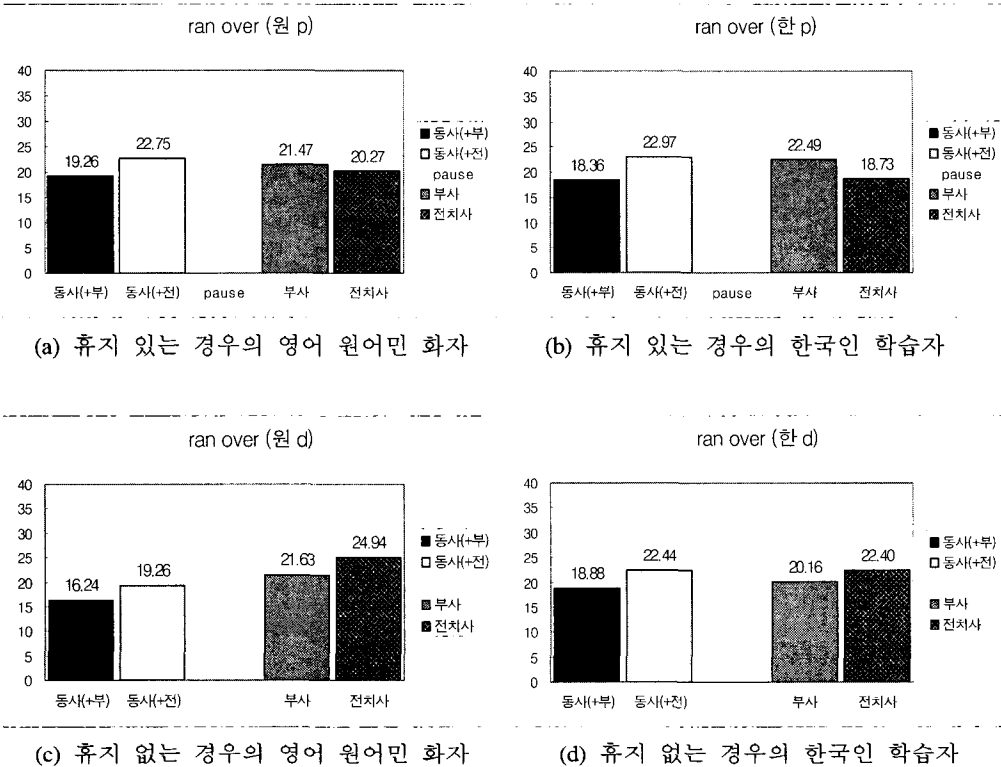 ran over (원 p)
40
35
30
25
20
15
10
5
0
19.26
22.75
21.47
20.27
동사(+부)
동사(+전)
pause
부사
전치사
동사(+부) 동사(+전) pause 부사 전치사
(a) 휴지 있는 경우의 영어 원어민 화자
ran over (한 p)
40
35
30
25
20
15
10
5
0
18.36
22.97
22.49
18.73
동사(+부)
동사(+전)
pause
부사
전치사
동사(+부) 동사(+전) pause 부사 전치사
(b) 휴지 있는 경우의 한국인 학습자
ran over (원 d)
40
35
30
25
20
15
10
5
0
16.24
19.26
21.63
24.94
동사(+부)
동사(+전)
부사
전치사
동사(+부) 동사(+전) 부사 전치사
(c) 휴지 없는 경우의 영어 원어민 화자
ran over (한 d)
40
35
30
25
20
15
10
5
0
18.88
22.44
20.16
22.40
동사(+부)
동사(+전)
부사
전치사
동사(+부) 동사(+전) 부사 전치사
(d) 휴지 없는 경우의 한국인 학습자